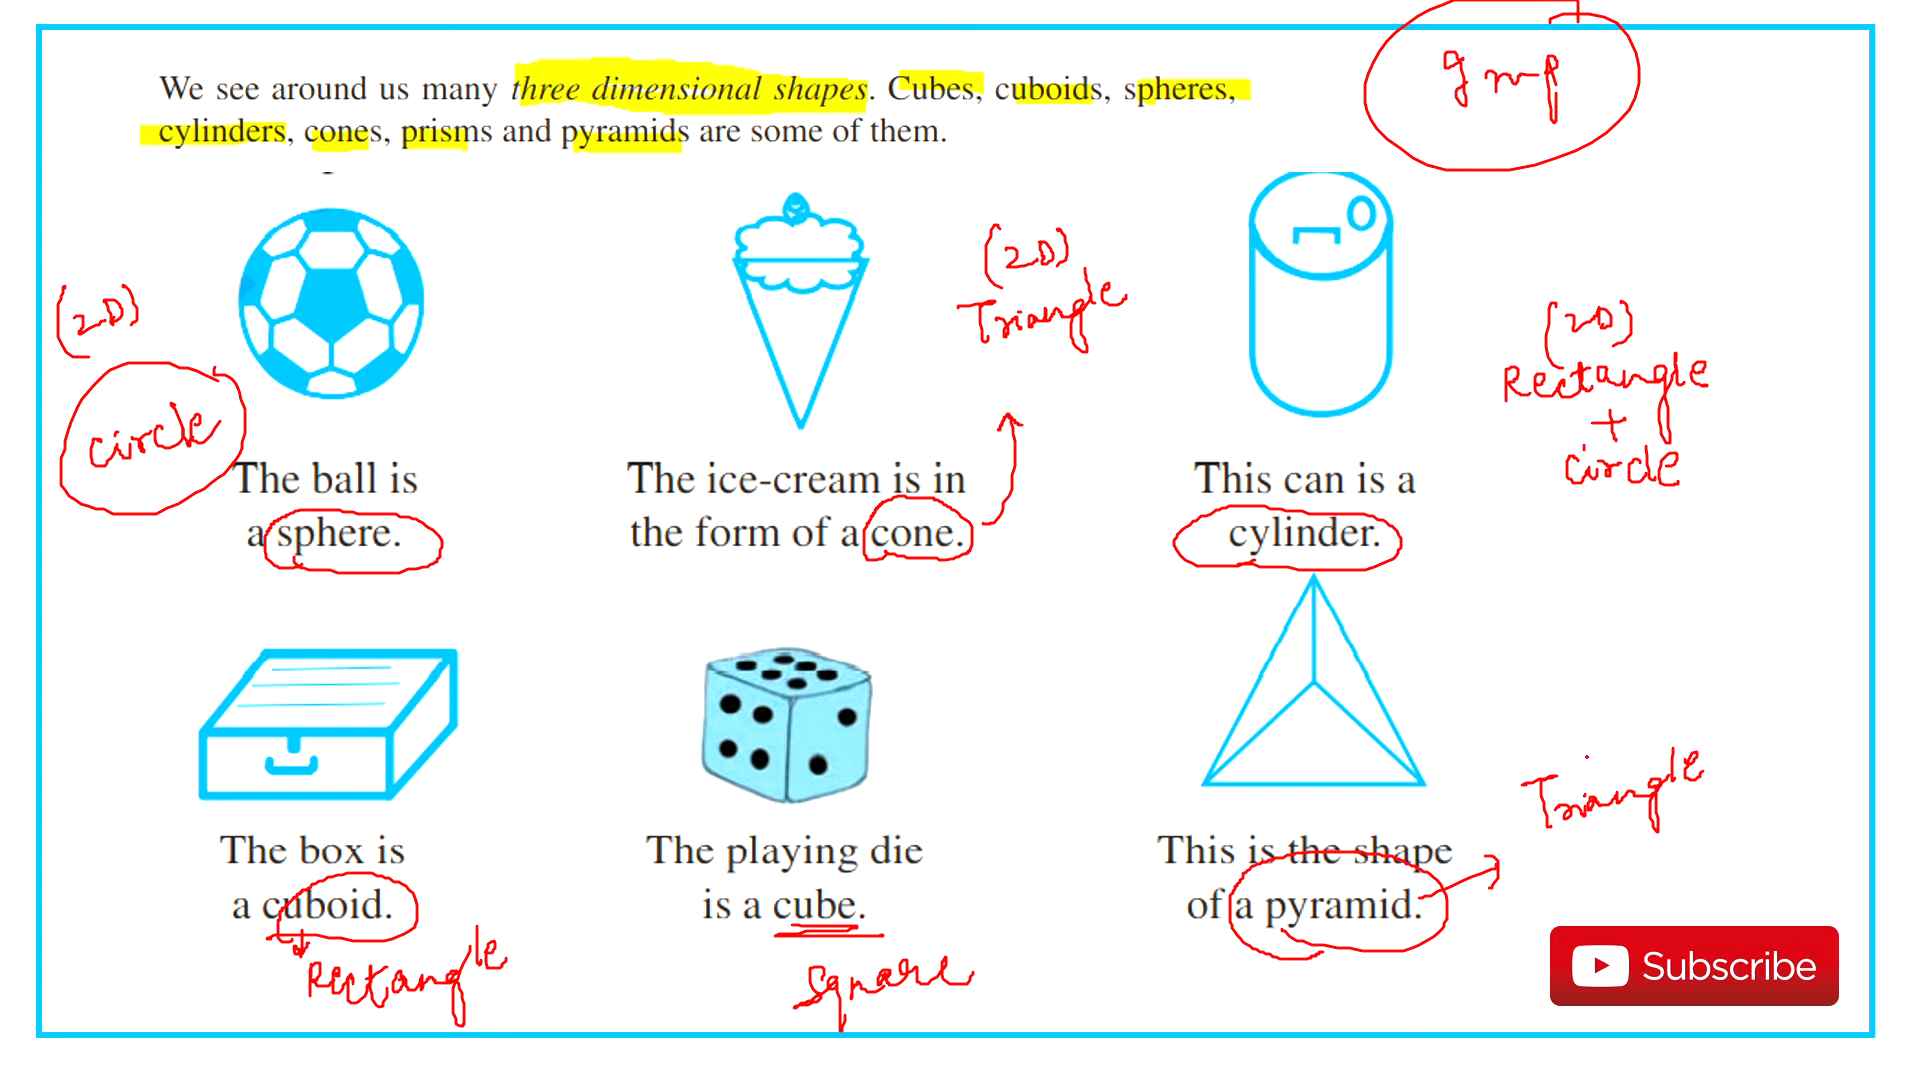 We see around us many three dimensional shapes. Cubes, cuboids, spheres,
cylinders, cones, prisms and pyramids are some of them.
(2D)
circle
The ball is
a sphere.
(2D)
Triangle
The ice-cream is in
the form of a cone.
(2D)
Rectangle
+
circle
This can is a
cylinder.
The box is
a cuboid.
Rectangle
The playing die
is a cube.
Square
Triangle
This is the shape
of a pyramid.
Subscribe